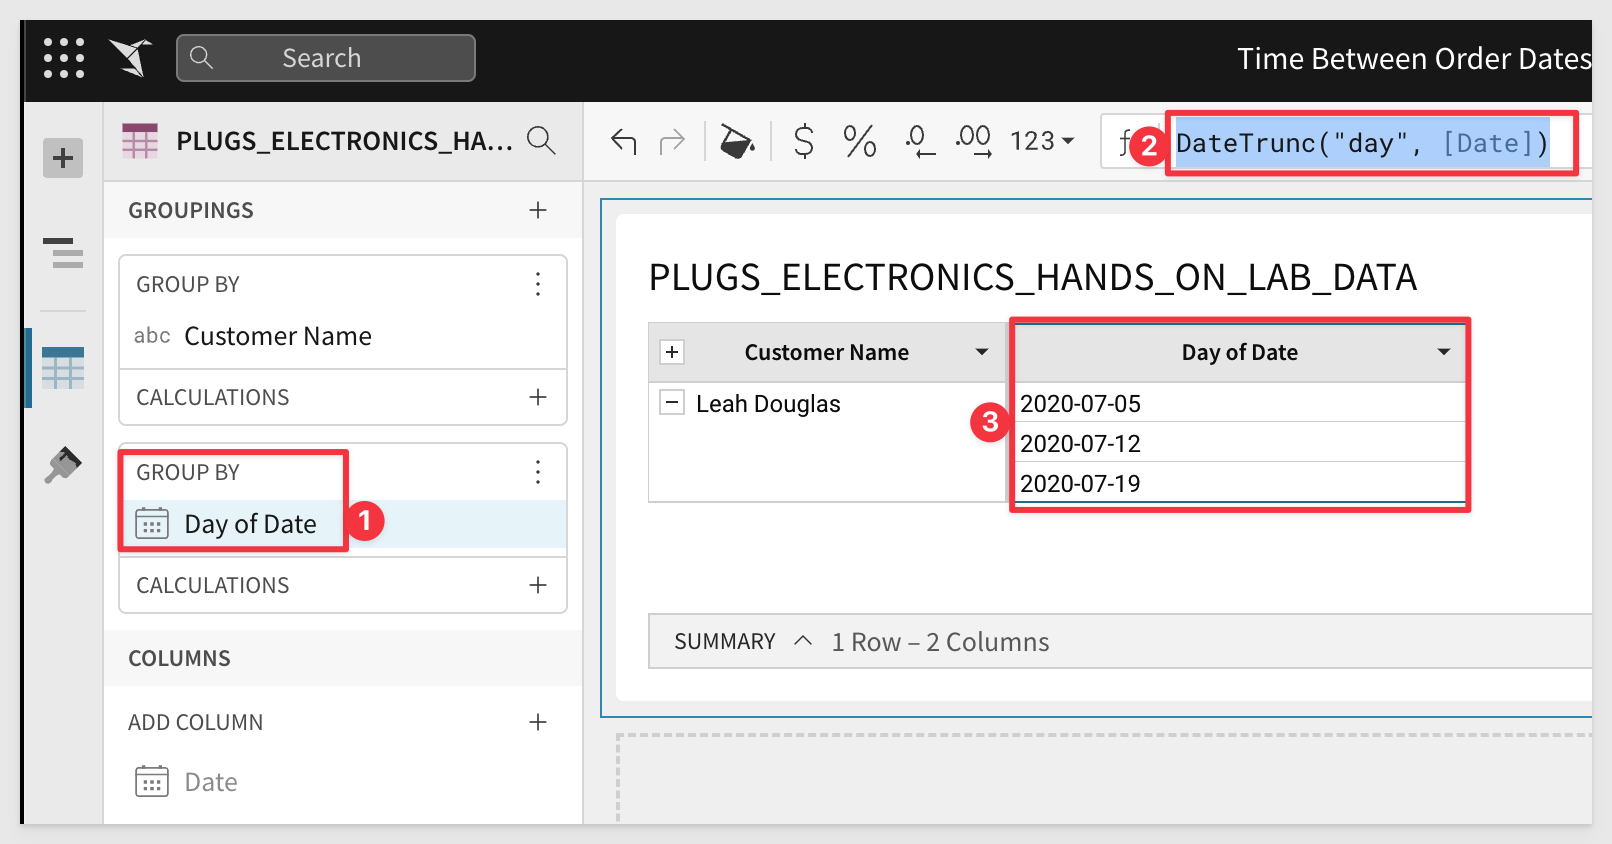 Search
Time Between Order Dates
PLUGS_ELECTRONICS_HA...
$ % .0 .00 123
2
DateTrunc("day", [Date])
GROUPINGS
GROUP BY
abc Customer Name
CALCULATIONS
GROUP BY
Day of Date
1
CALCULATIONS
COLUMNS
ADD COLUMN
Date
PLUGS_ELECTRONICS_HANDS_ON_LAB_DATA
Customer Name
Day of Date
Leah Douglas
3
2020-07-05
2020-07-12
2020-07-19
SUMMARY 1 Row – 2 Columns